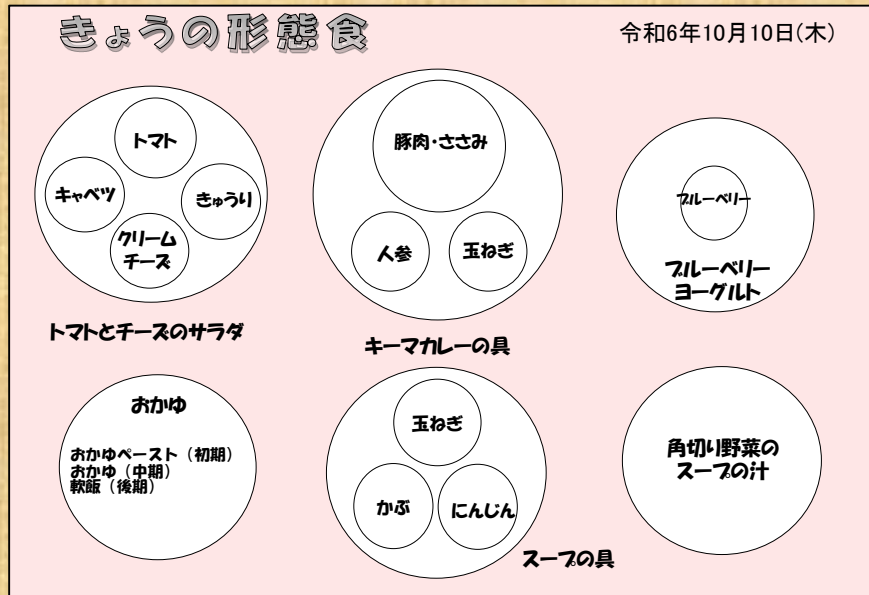 きょうの形態食
令和6年10月10日(木)
トマト
キャベツ
きゅうり
クリーム
チーズ
トマトとチーズのサラダ
豚肉・ささみ
人参
玉ねぎ
キーマカレーの具
ブルーベリー
ブルーベリー
ヨーグルト
おかゆ
おかゆペースト（初期）
おかゆ（中期）
軟飯（後期）
玉ねぎ
かぶ
にんじん
スープの具
角切り野菜の
スープの汁